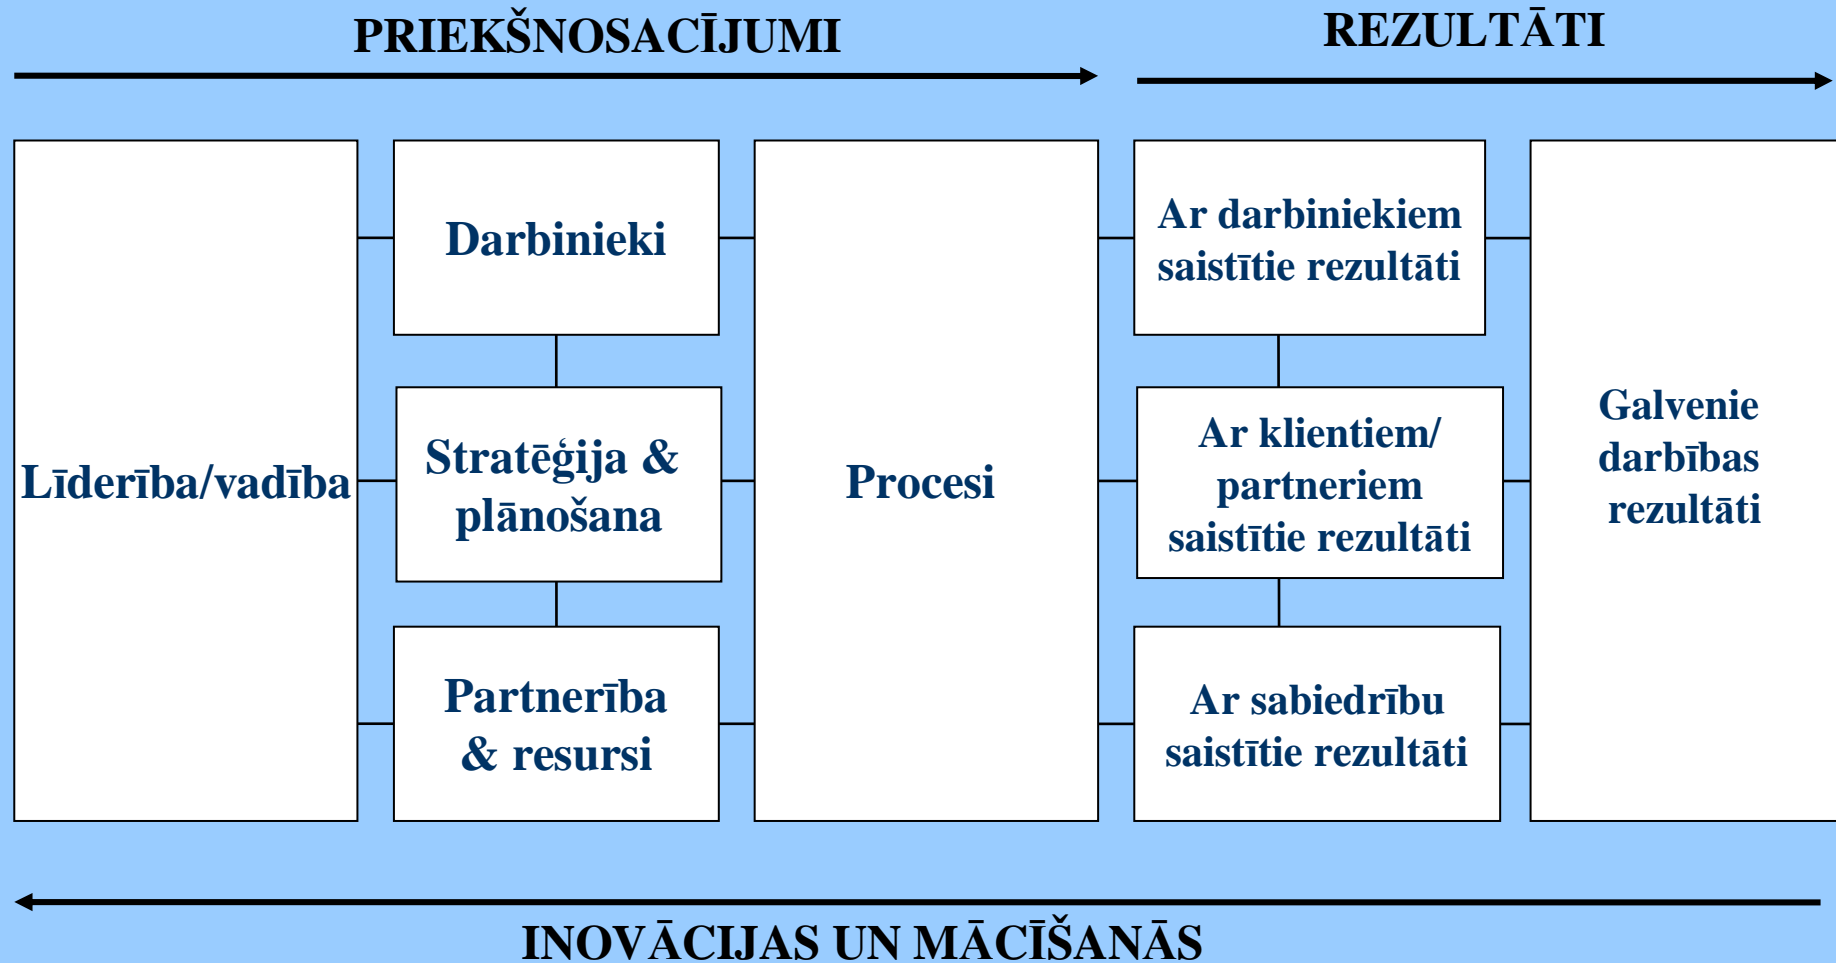 PRIEKŠNOSACĪJUMI
REZULTĀTI
Līderība/vadība
Darbinieki
Stratēģija &
plānošana
Partnerība
& resursi
Procesi
Ar darbiniekiem
saistītie rezultāti
Ar klientiem/
partneriem
saistītie rezultāti
Ar sabiedrību
saistītie rezultāti
Galvenie
darbības
rezultāti
INOVĀCIJAS UN MĀCĪŠANĀS